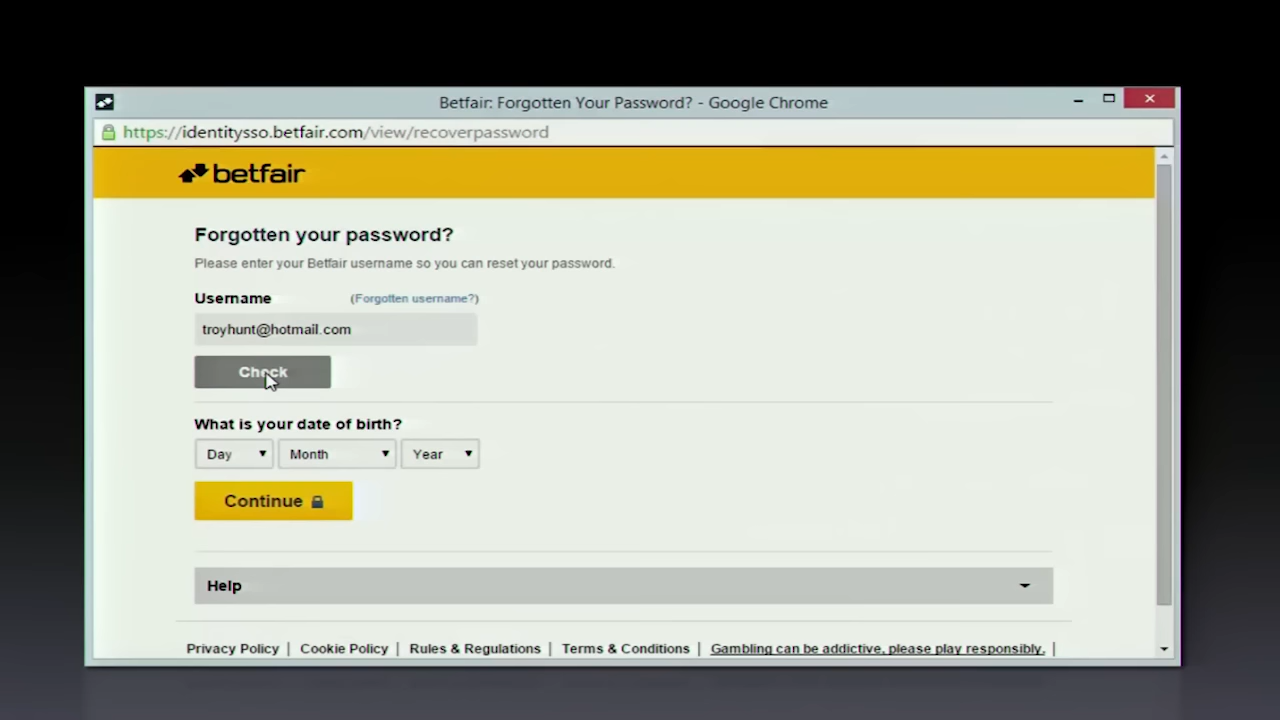 Betfair: Forgotten Your Password? - Google Chrome
https://identitysso.betfair.com/view/recoverpassword
betfair
Forgotten your password?
Please enter your Betfair username so you can reset your password.
Username (Forgotten username?)
troyhunt@hotmail.com
Check
What is your date of birth?
Day Month Year
Continue
Help
Privacy Policy | Cookie Policy | Rules & Regulations | Terms & Conditions | Gambling can be addictive, please play responsibly. |